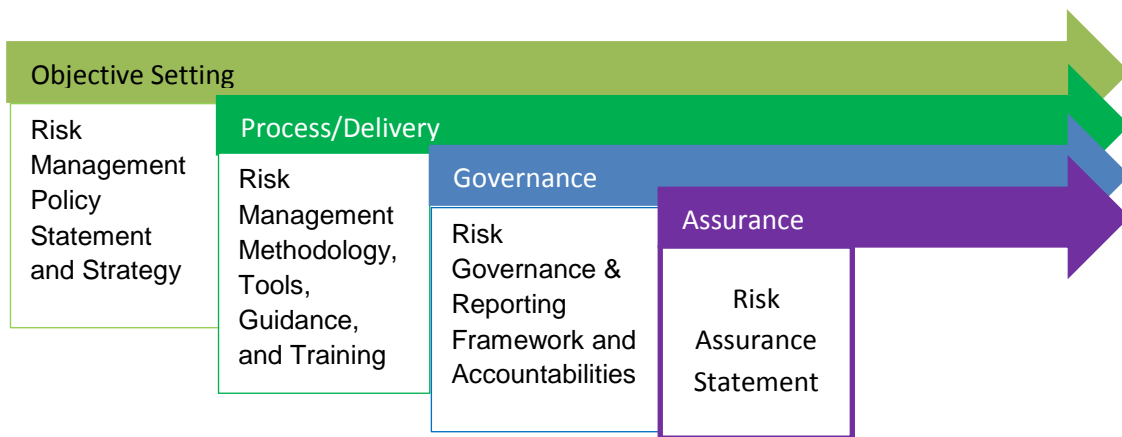 Objective Setting
Risk
Management
Policy
Statement
and Strategy
Process/Delivery
Risk
Management
Methodology,
Tools,
Guidance,
and Training
Governance
Risk
Governance &
Reporting
Framework and
Accountabilities
Assurance
Risk
Assurance
Statement